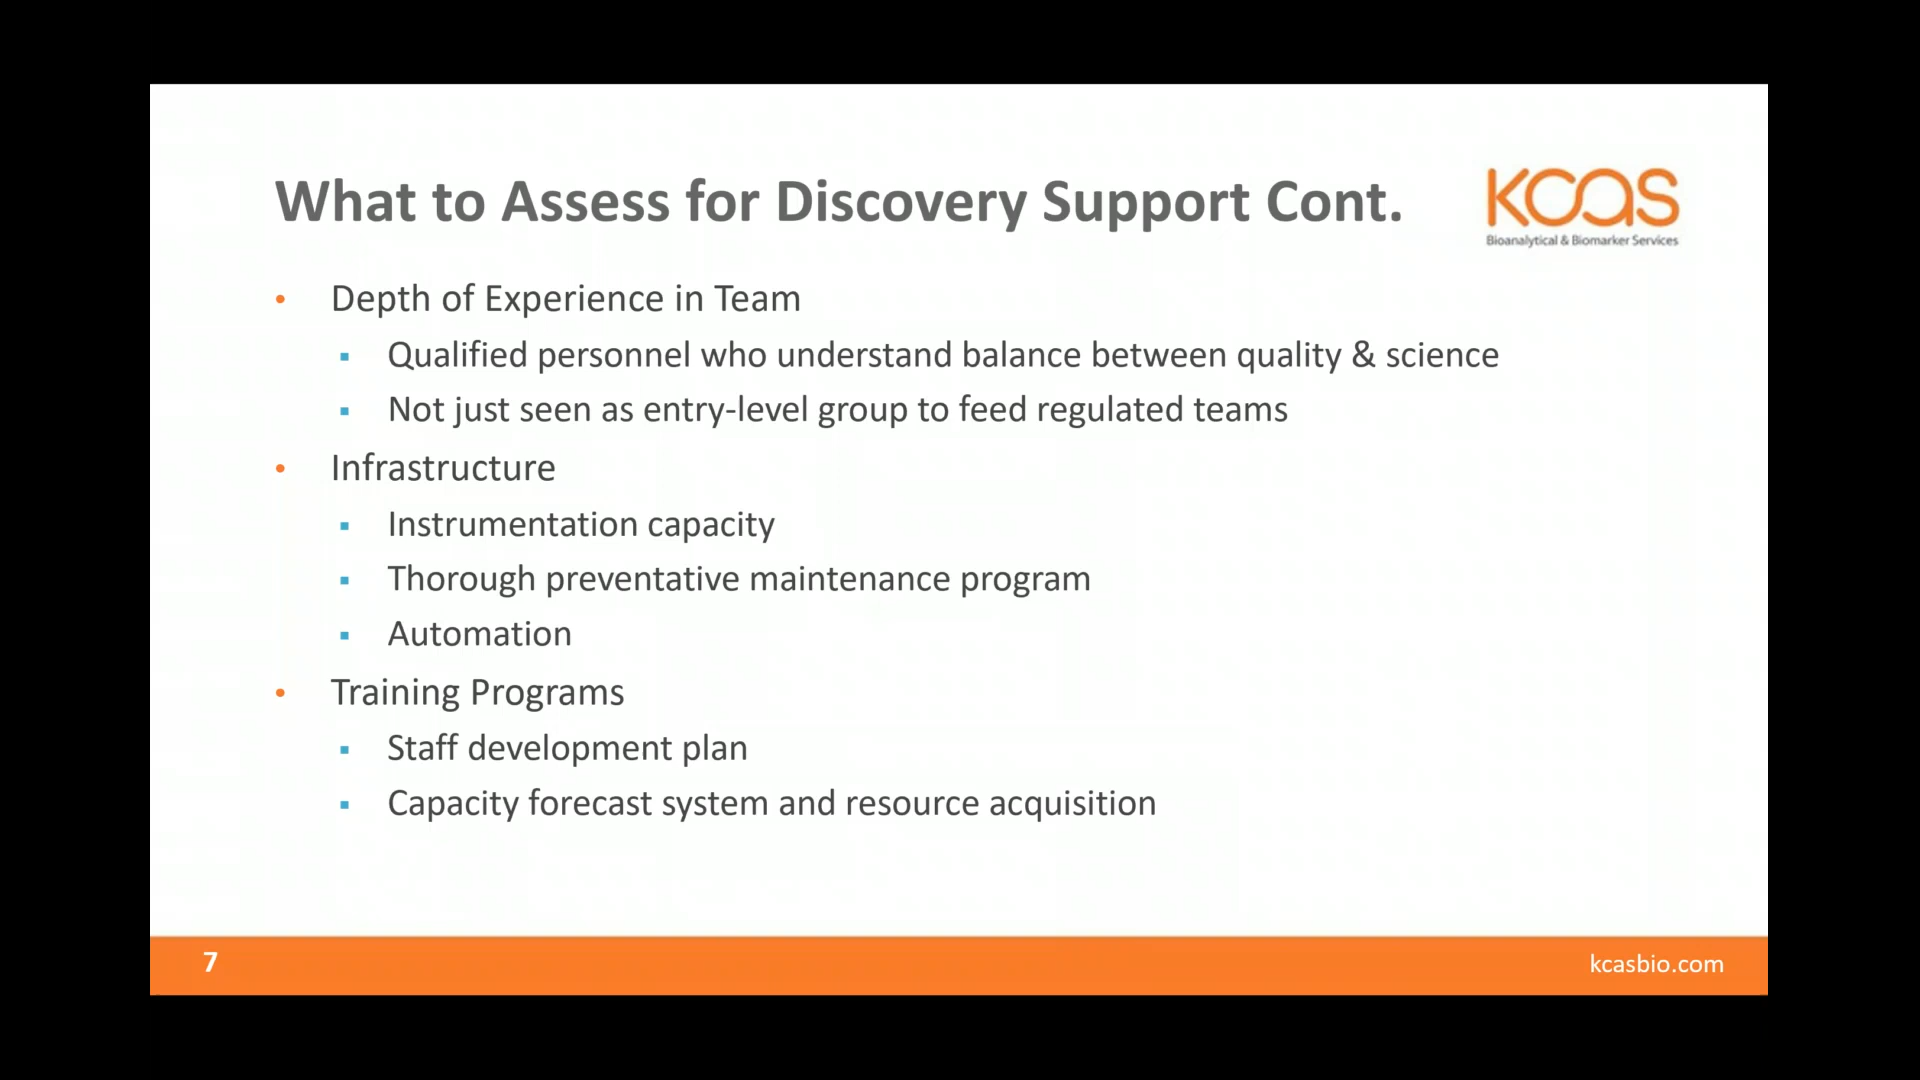 What to Assess for Discovery Support Cont.
KCAS
Bioanalytical & Biomarker Services
• Depth of Experience in Team
▪ Qualified personnel who understand balance between quality & science
▪ Not just seen as entry-level group to feed regulated teams
• Infrastructure
▪ Instrumentation capacity
▪ Thorough preventative maintenance program
▪ Automation
• Training Programs
▪ Staff development plan
▪ Capacity forecast system and resource acquisition
7
kcasbio.com